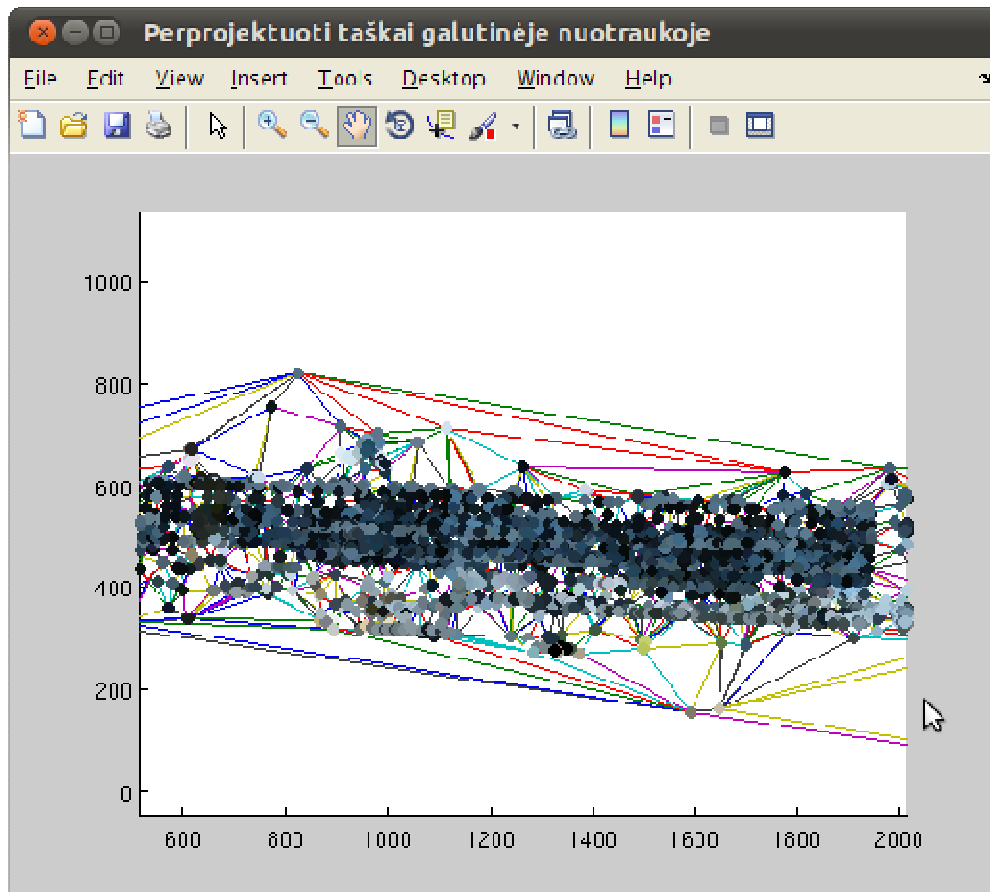 Perprojektuoti taškai galutinėje nuotraukoje
File Edit View Insert Tools Desktop Window Help
1000
800
600
400
200
0
600 800 1000 1200 1400 1600 1800 2000